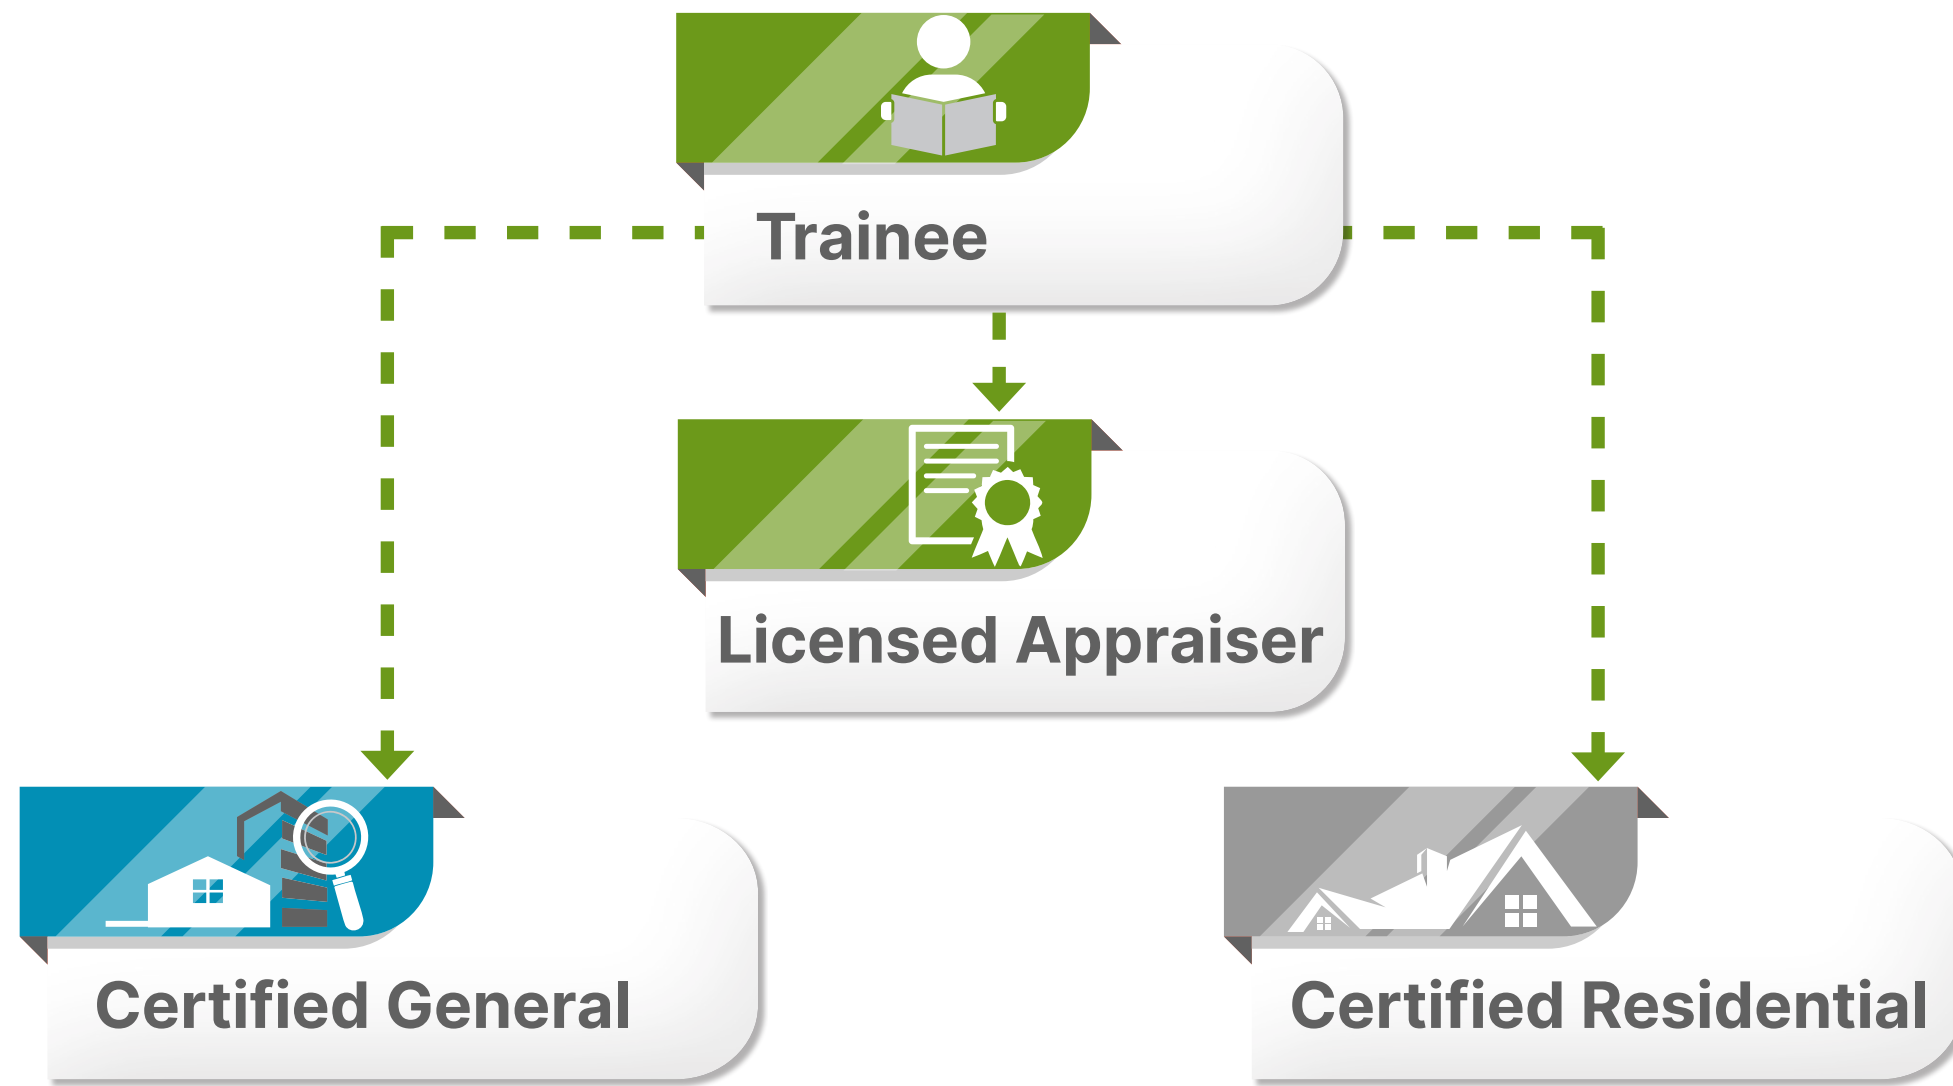 Trainee
Licensed Appraiser
Certified General
Certified Residential